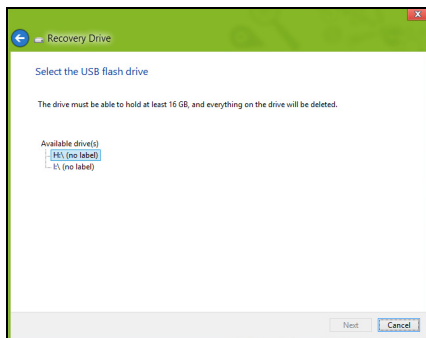 Recovery Drive
Select the USB flash drive
The drive must be able to hold at least 16 GB, and everything on the drive will be deleted.
Available drive(s)
H:\ (no label)
I:\ (no label)
Next
Cancel